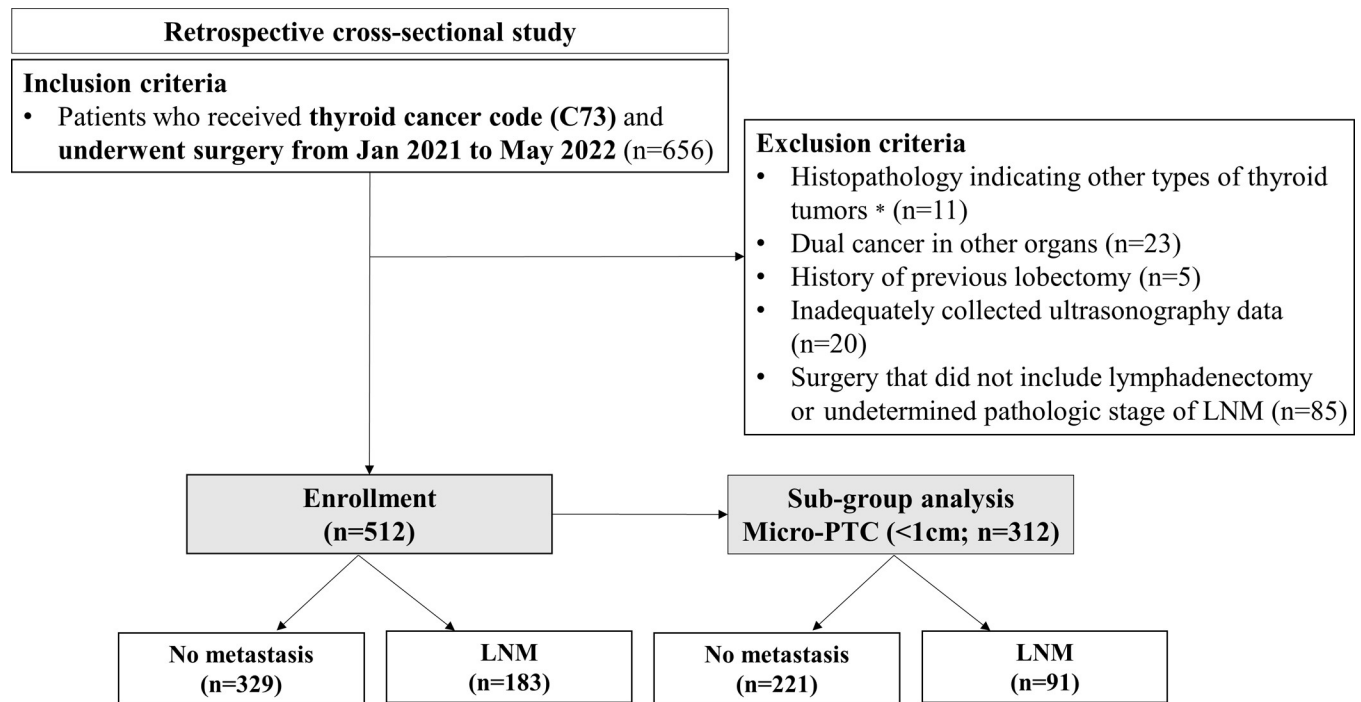 Retrospective cross-sectional study
Inclusion criteria
• Patients who received thyroid cancer code (C73) and
underwent surgery from Jan 2021 to May 2022 (n=656)
Exclusion criteria
• Histopathology indicating other types of thyroid
tumors * (n=11)
• Dual cancer in other organs (n=23)
• History of previous lobectomy (n=5)
• Inadequately collected ultrasonography data
(n=20)
• Surgery that did not include lymphadenectomy
or undetermined pathologic stage of LNM (n=85)
Enrollment
(n=512)
Sub-group analysis
Micro-PTC (<1cm; n=312)
No metastasis
(n=329)
LNM
(n=183)
No metastasis
(n=221)
LNM
(n=91)